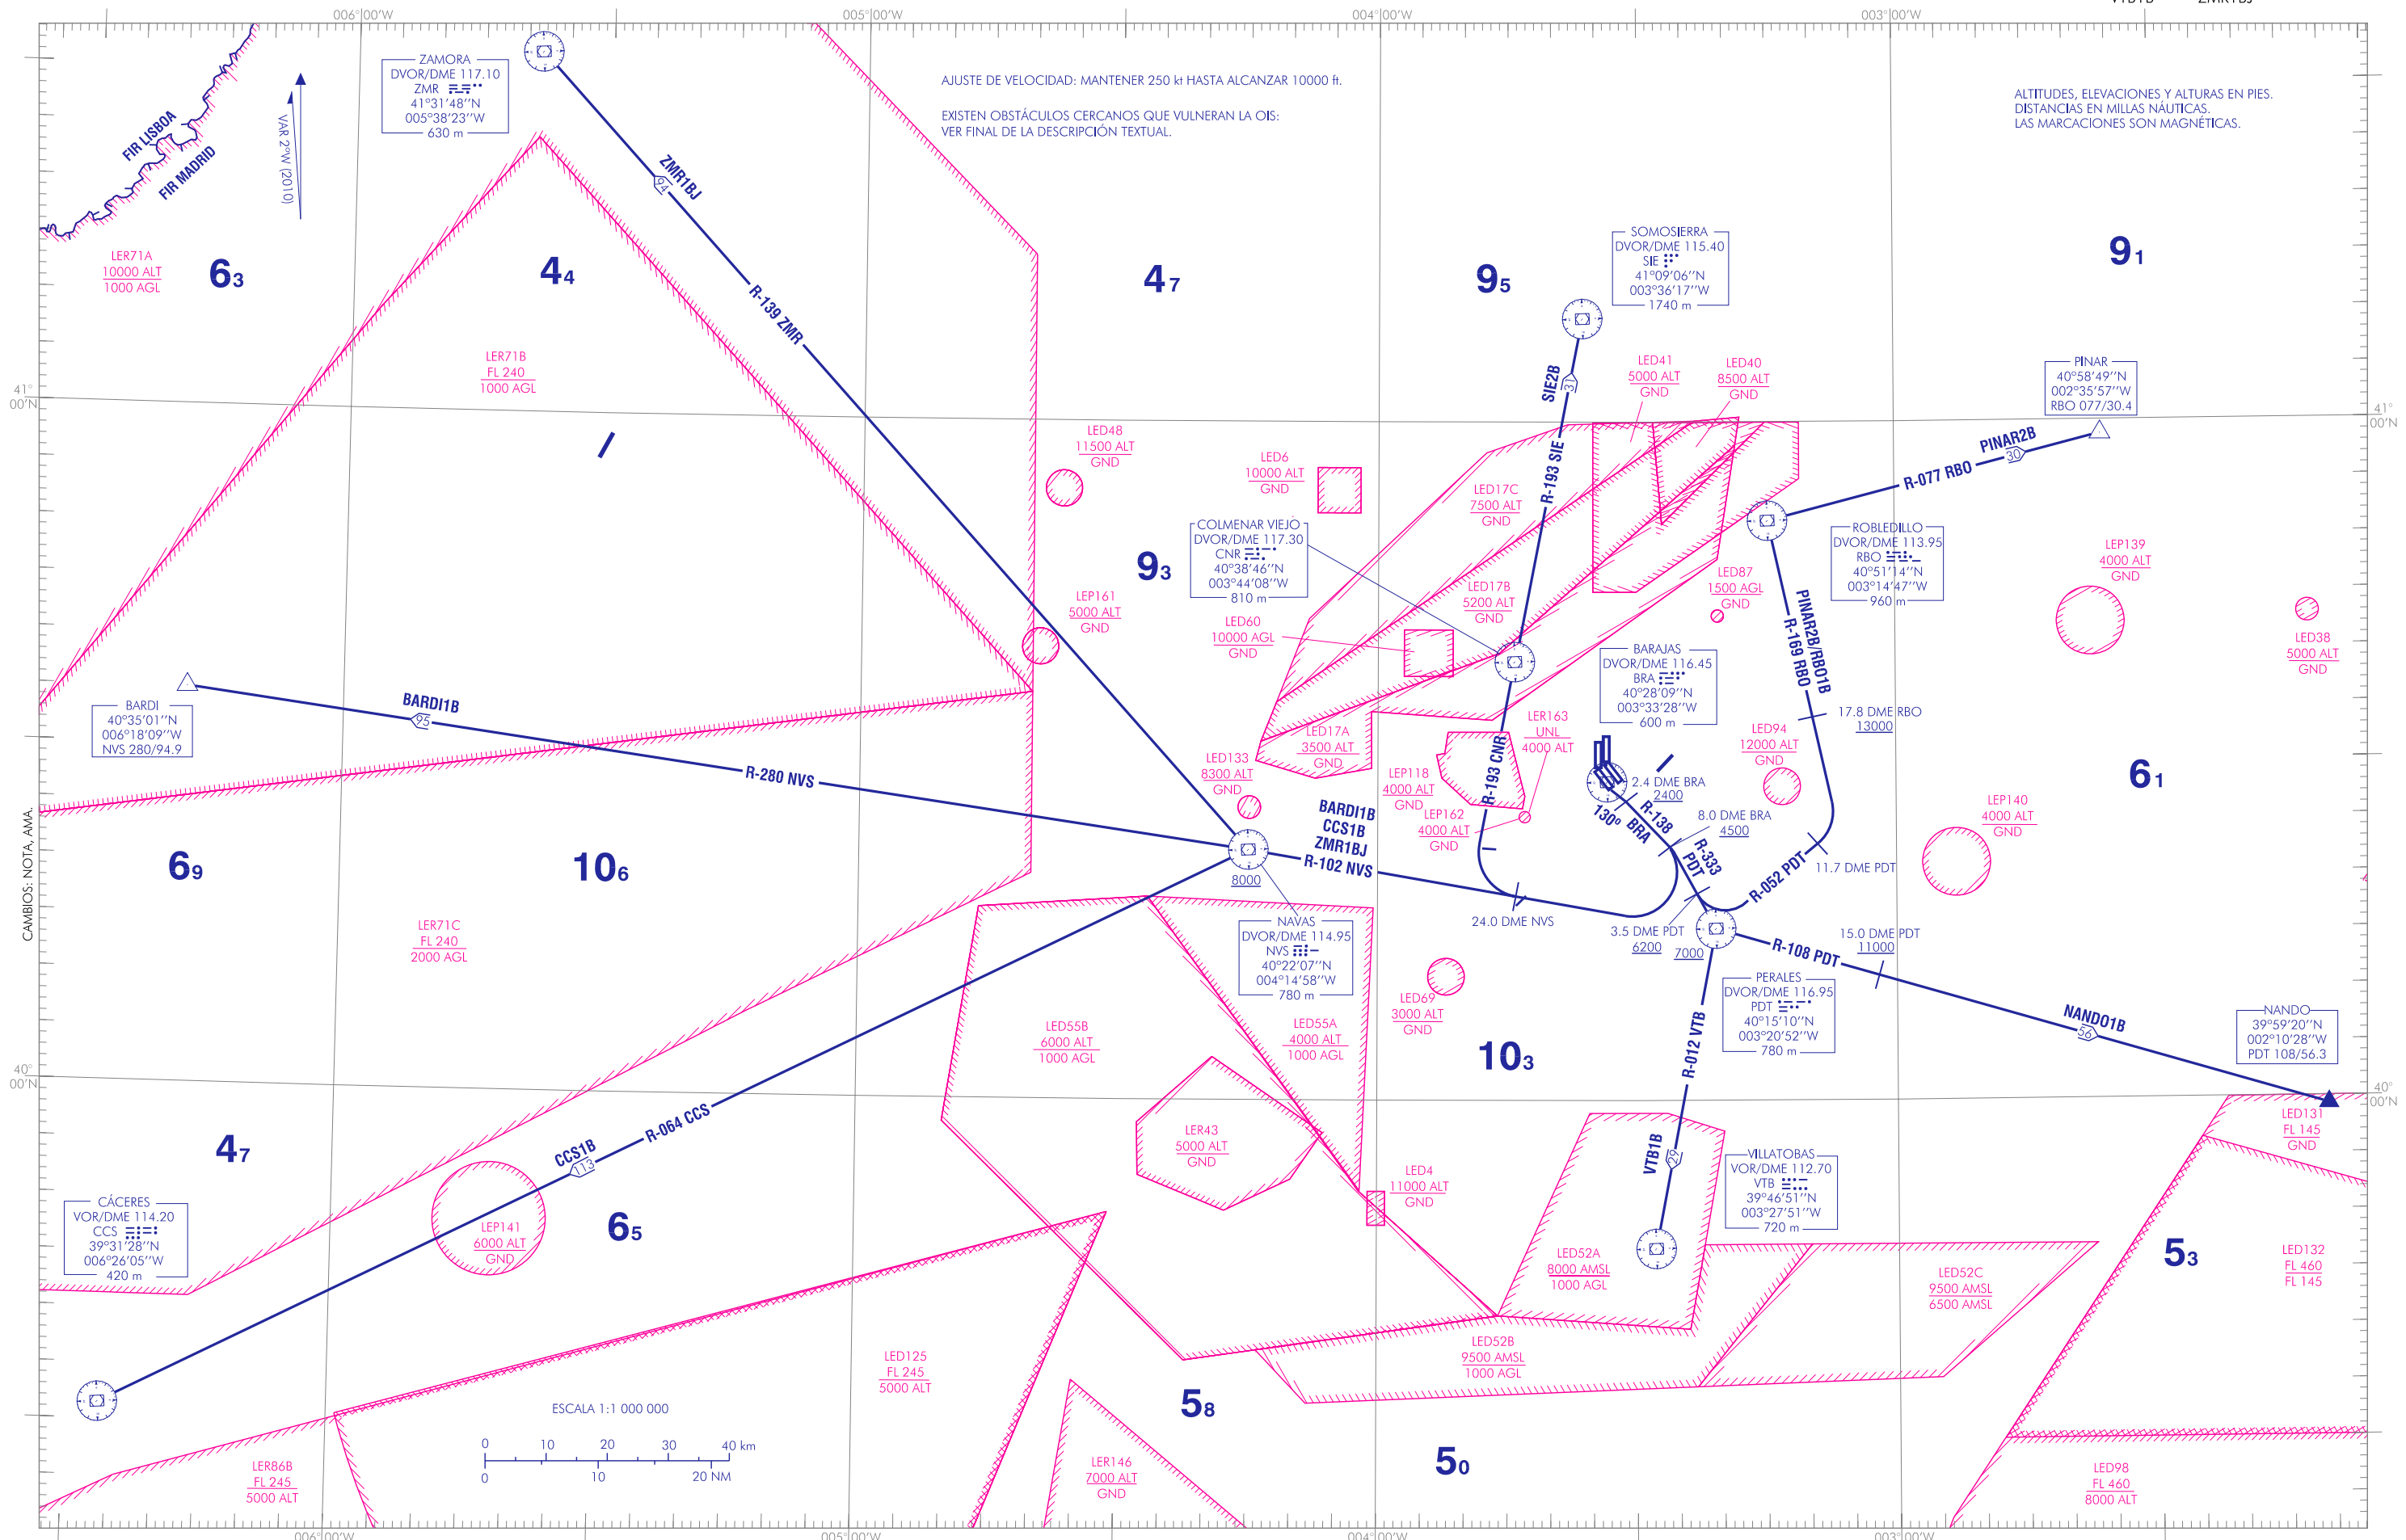 VTB1B ZMR1BJ
006°00'W
005°00'W
004°00'W
003°00'W
ZAMORA
DVOR/DME 117.10
ZMR
41°31'48''N
005°38'23''W
630 m
AJUSTE DE VELOCIDAD: MANTENER 250 kt HASTA ALCANZAR 10000 ft.
EXISTEN OBSTÁCULOS CERCANOS QUE VULNERAN LA OIS:
VER FINAL DE LA DESCRIPCIÓN TEXTUAL.
ALTITUDES, ELEVACIONES Y ALTURAS EN PIES.
DISTANCIAS EN MILLAS NÁUTICAS.
LAS MARCACIONES SON MAGNÉTICAS.
FIR LISBOA
FIR MADRID
VAR 2°W (2010)
ZMR1BJ
94
R-139 ZMR
LER71A
10000 ALT
1000 AGL
63
44
47
95
91
SOMOSIERRA
DVOR/DME 115.40
SIE
41°09'06''N
003°36'17''W
1740 m
LER71B
FL 240
1000 AGL
SIE2B
31
R-193 SIE
LED41
5000 ALT
GND
LED40
8500 ALT
GND
PINAR
40°58'49''N
002°35'57''W
RBO 077/30.4
41°
00'N
41°
00'N
LED48
11500 ALT
GND
LED6
10000 ALT
GND
PINAR2B
30
R-077 RBO
LED17C
7500 ALT
GND
COLMENAR VIEJO
DVOR/DME 117.30
CNR
40°38'46''N
003°44'08''W
810 m
ROBLEDILLO
DVOR/DME 113.95
RBO
40°51'14''N
003°14'47''W
960 m
LEP139
4000 ALT
GND
93
LEP161
5000 ALT
GND
LED17B
5200 ALT
GND
LED87
1500 AGL
GND
LED60
10000 AGL
GND
PINAR2B/RBO1B
R-169 RBO
LED38
5000 ALT
GND
BARAJAS
DVOR/DME 116.45
BRA
40°28'09''N
003°33'28''W
600 m
BARDI
40°35'01''N
006°18'09''W
NVS 280/94.9
BARDI1B
95
R-280 NVS
17.8 DME RBO
13000
LED17A
3500 ALT
GND
LER163
UNL
4000 ALT
LED94
12000 ALT
GND
LED133
8300 ALT
GND
LEP118
4000 ALT
GND
R-193 CNR
2.4 DME BRA
2400
61
LEP162
4000 ALT
GND
R-138
BRA
130º
8.0 DME BRA
4500
LEP140
4000 ALT
GND
CAMBIOS: NOTA, AMA.
69
106
BARDI1B
CCS1B
ZMR1BJ
R-102 NVS
8000
R-333
PDT
R-052 PDT
11.7 DME PDT
24.0 DME NVS
NAVAS
DVOR/DME 114.95
NVS
40°22'07''N
004°14'58''W
780 m
3.5 DME PDT
6200
7000
R-108 PDT
15.0 DME PDT
11000
LER71C
FL 240
2000 AGL
PERALES
DVOR/DME 116.95
PDT
40°15'10''N
003°20'52''W
780 m
LED69
3000 ALT
GND
LED55B
6000 ALT
1000 AGL
LED55A
4000 ALT
1000 AGL
103
R-012 VTB
NANDO1B
56
NANDO
39°59'20''N
002°10'28''W
PDT 108/56.3
40°
00'N
40°
00'N
R-064 CCS
CCS1B
113
47
LER43
5000 ALT
GND
LED4
11000 ALT
GND
VTB1B
29
VILLATOBAS
VOR/DME 112.70
VTB
39°46'51''N
003°27'51''W
720 m
LED131
FL 145
GND
CÁCERES
VOR/DME 114.20
CCS
39°31'28''N
006°26'05''W
420 m
LEP141
6000 ALT
GND
65
LED52A
8000 AMSL
1000 AGL
LED52C
9500 AMSL
6500 AMSL
53
LED132
FL 460
FL 145
LED125
FL 245
5000 ALT
LED52B
9500 AMSL
1000 AGL
58
50
ESCALA 1:1 000 000
0 10 20 30 40 km
0 10 20 NM
LER86B
FL 245
5000 ALT
LER146
7000 ALT
GND
LED98
FL 460
8000 ALT
006°00'W
005°00'W
004°00'W
003°00'W